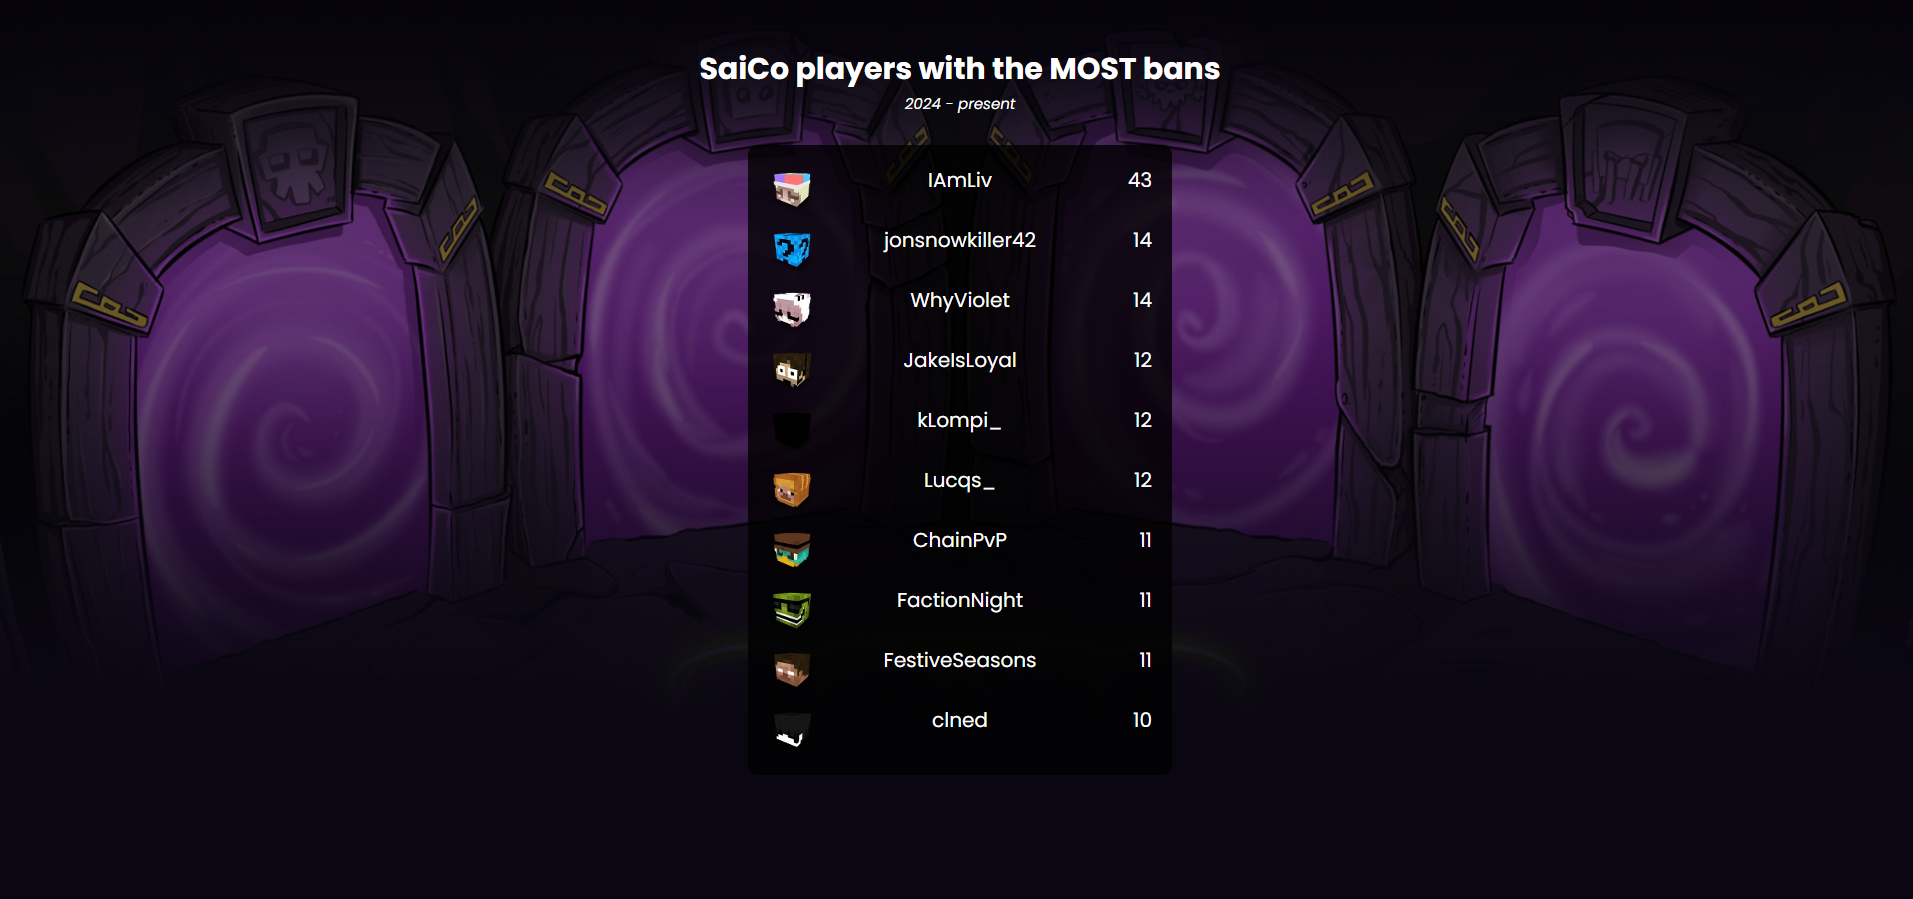 SaiCo players with the MOST bans
2024 - present
IAmLiv 43
jonsnowkiller42 14
WhyViolet 14
JakeIsLoyal 12
kLompi_ 12
Lucqs_ 12
ChainPvP 11
FactionNight 11
FestiveSeasons 11
clned 10